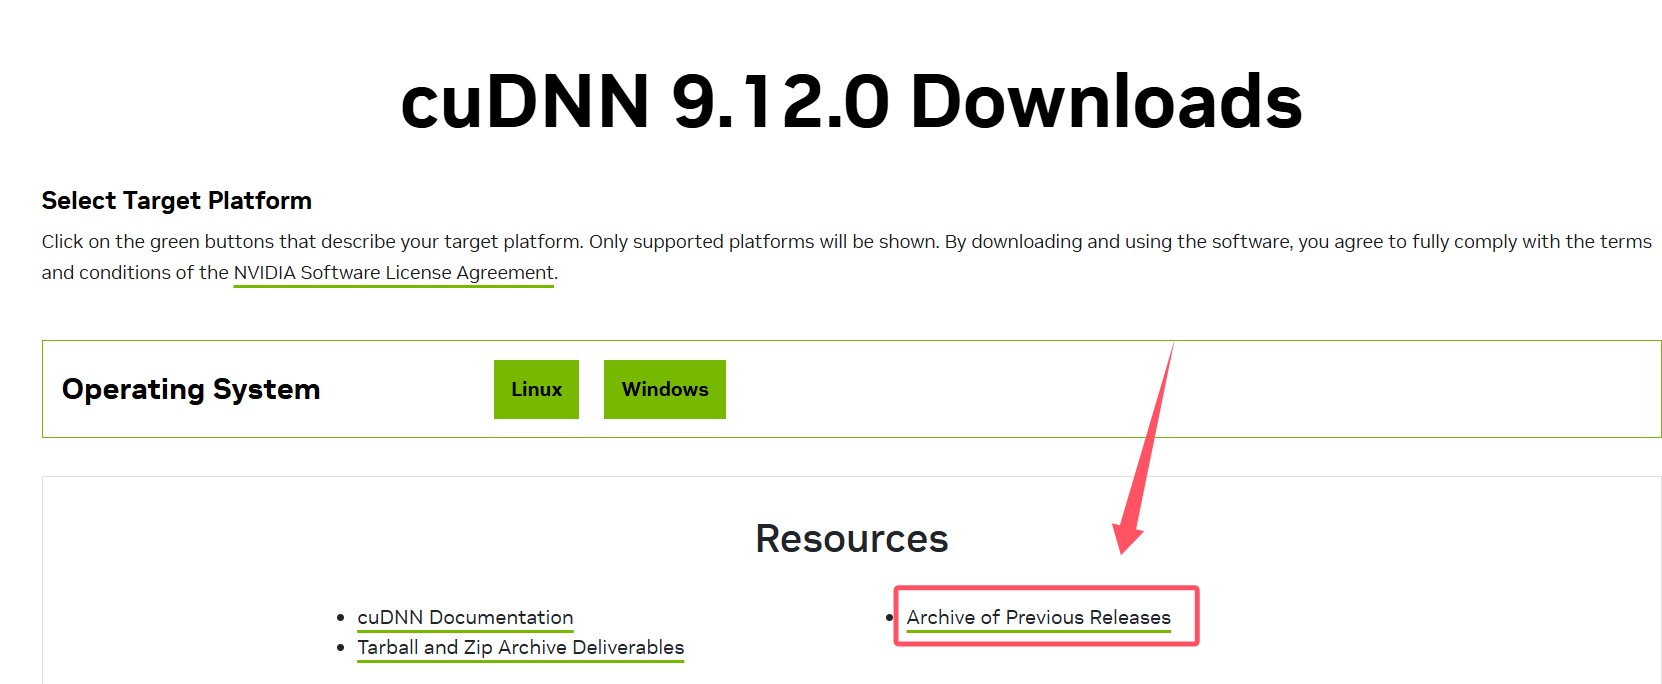 cuDNN 9.12.0 Downloads
Select Target Platform
Click on the green buttons that describe your target platform. Only supported platforms will be shown. By downloading and using the software, you agree to fully comply with the terms
and conditions of the NVIDIA Software License Agreement.
Operating System
Linux
Windows
Resources
cuDNN Documentation
Tarball and Zip Archive Deliverables
Archive of Previous Releases